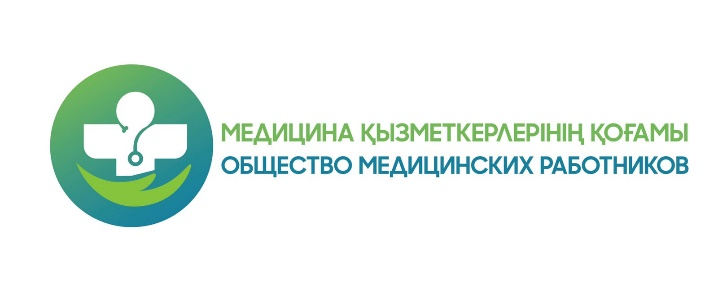 МЕДИЦИНА ҚЫЗМЕТКЕРЛЕРІНІҢ ҚОҒАМЫ
ОБЩЕСТВО МЕДИЦИНСКИХ РАБОТНИКОВ